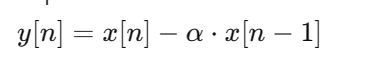 y[n] = x[n] − α · x[n − 1]